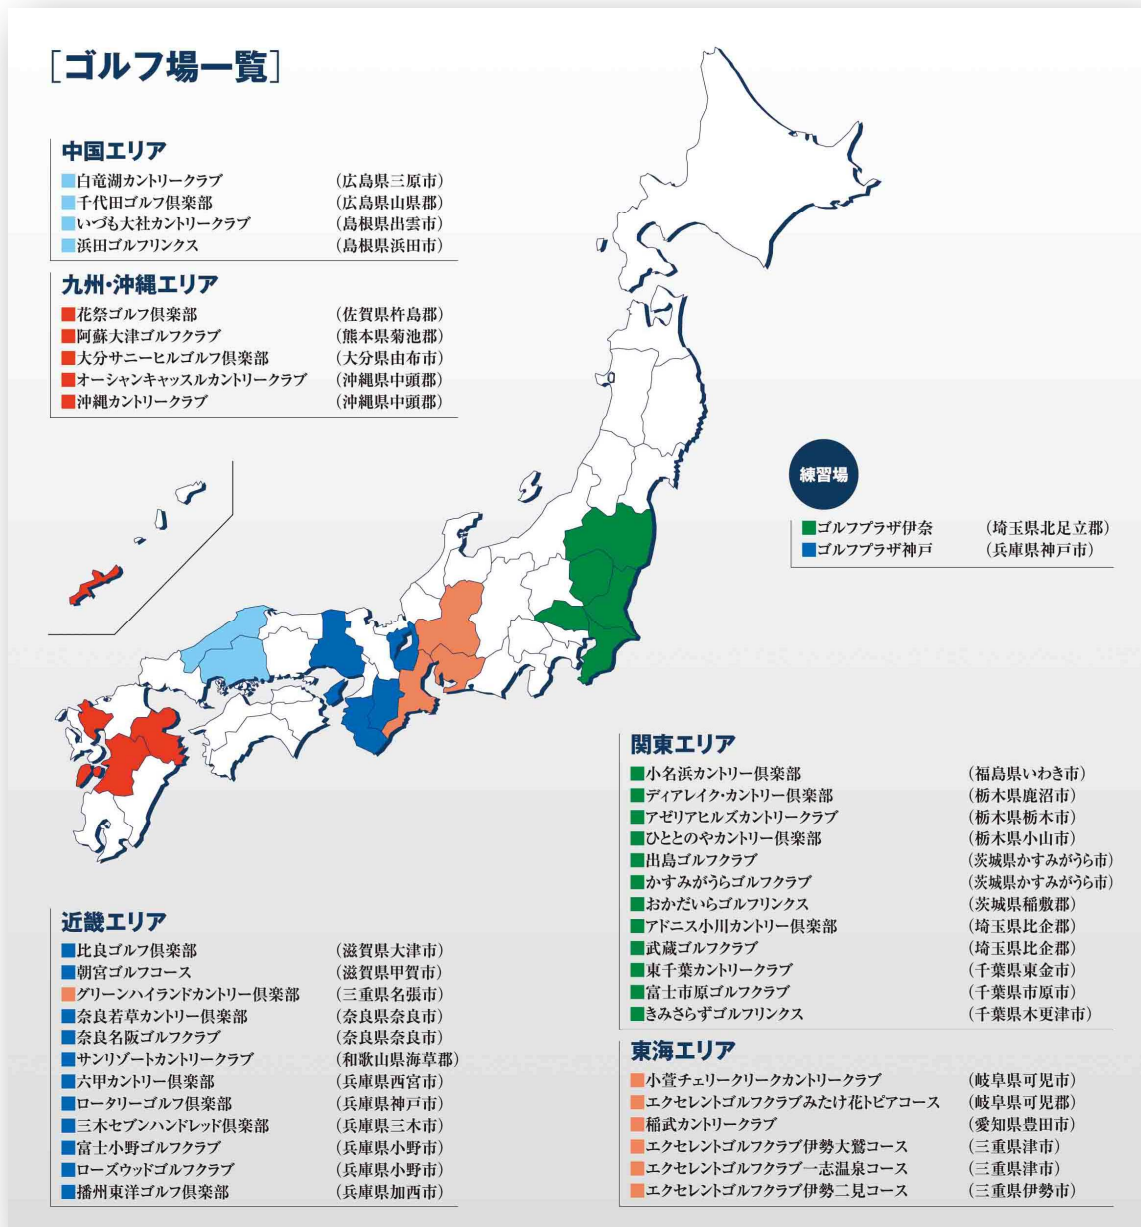 [ゴルフ場一覧]
中国エリア
■白竜湖カントリークラブ (広島県三原市)
■千代田ゴルフ倶楽部 (広島県山県郡)
■いづも大社カントリークラブ (島根県出雲市)
■浜田ゴルフリンクス (島根県浜田市)
九州・沖縄エリア
■花祭ゴルフ倶楽部 (佐賀県杵島郡)
■阿蘇大津ゴルフクラブ (熊本県菊池郡)
■大分サニーヒルゴルフ倶楽部 (大分県由布市)
■オーシャンキャッスルカントリークラブ (沖縄県中頭郡)
■沖縄カントリークラブ (沖縄県中頭郡)
練習場
■ゴルフプラザ伊奈 (埼玉県北足立郡)
■ゴルフプラザ神戸 (兵庫県神戸市)
関東エリア
■小名浜カントリー倶楽部 (福島県いわき市)
■ディアレイク・カントリー倶楽部 (栃木県鹿沼市)
■アゼリアヒルズカントリークラブ (栃木県栃木市)
■ひととのやカントリー倶楽部 (栃木県小山市)
■出島ゴルフクラブ (茨城県かすみがうら市)
■かすみがうらゴルフクラブ (茨城県かすみがうら市)
■おかだいらゴルフリンクス (茨城県稲敷郡)
■アドニス小川カントリー倶楽部 (埼玉県比企郡)
■武蔵ゴルフクラブ (埼玉県比企郡)
■東千葉カントリークラブ (千葉県東金市)
■富士市原ゴルフクラブ (千葉県市原市)
■きみさらずゴルフリンクス (千葉県木更津市)
近畿エリア
■比良ゴルフ倶楽部 (滋賀県大津市)
■朝宮ゴルフコース (滋賀県甲賀市)
■グリーンハイランドカントリー倶楽部 (三重県名張市)
■奈良若草カントリー倶楽部 (奈良県奈良市)
■奈良名阪ゴルフクラブ (奈良県奈良市)
■サンリゾートカントリークラブ (和歌山県海草郡)
■六甲カントリー倶楽部 (兵庫県西宮市)
■ロータリーゴルフ倶楽部 (兵庫県神戸市)
■三木セブンハンドレッド倶楽部 (兵庫県三木市)
■富士小野ゴルフクラブ (兵庫県小野市)
■ローズウッドゴルフクラブ (兵庫県小野市)
■播州東洋ゴルフ倶楽部 (兵庫県加西市)
東海エリア
■小萱チェリークリークカントリークラブ (岐阜県可児市)
■エクセレントゴルフクラブみたけ花トピアコース (岐阜県可児郡)
■稲武カントリークラブ (愛知県豊田市)
■エクセレントゴルフクラブ伊勢大鷲コース (三重県津市)
■エクセレントゴルフクラブ一志温泉コース (三重県津市)
■エクセレントゴルフクラブ伊勢二見コース (三重県伊勢市)